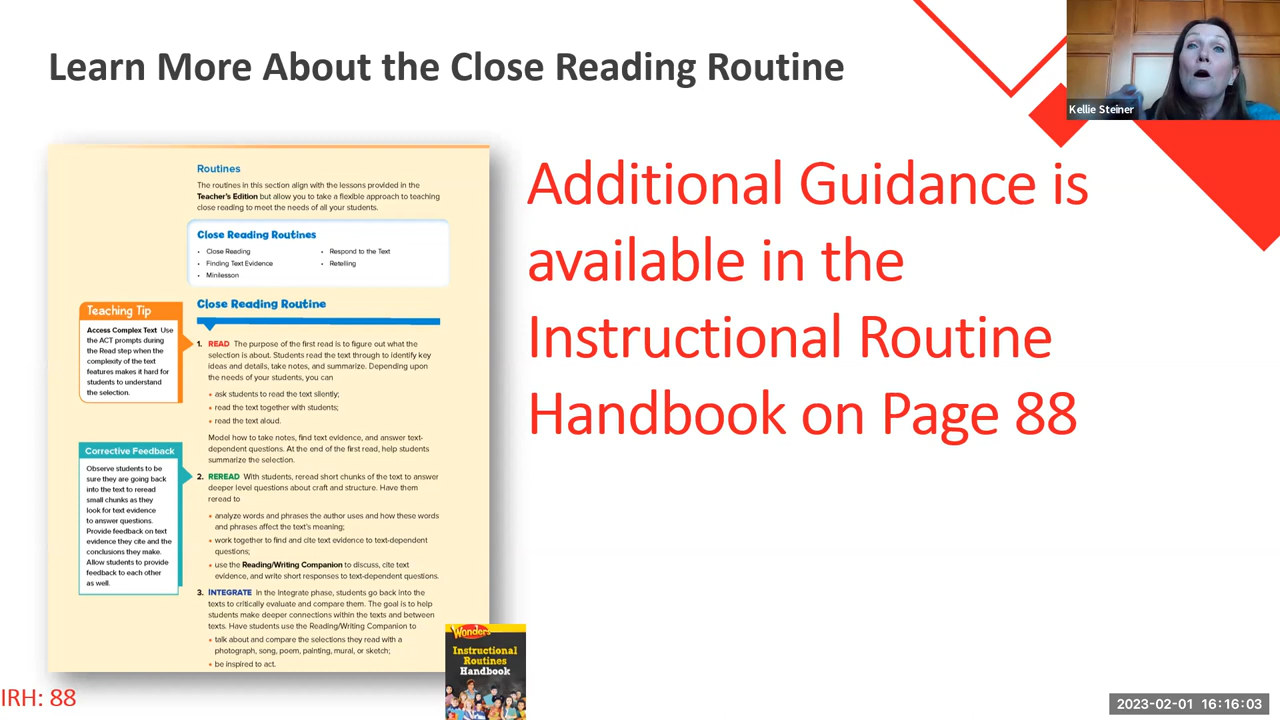 Learn More About the Close Reading Routine
Kellie Steiner
Routines
The routines in this section align with the lessons provided in the
Teacher's Edition but allow you to take a flexible approach to teaching
close reading to meet the needs of all your students.
Close Reading Routines
• Close Reading
• Finding Text Evidence
• Minilesson
• Respond to the Text
• Retelling
Close Reading Routine
Teaching Tip
Access Complex Text Use
the ACT prompts during
the Read step when the
complexity of the text
features makes it hard for
students to understand
the selection.
1. READ The purpose of the first read is to figure out what the
selection is about. Students read the text through to identify key
ideas and details, take notes, and summarize. Depending upon
the needs of your students, you can
• ask students to read the text silently;
• read the text together with students;
• read the text aloud.
Model how to take notes, find text evidence, and answer text-
dependent questions. At the end of the first read, help students
summarize the selection.
Corrective Feedback
Observe students to be
sure they are going back
into the text to reread
small chunks as they
look for text evidence
to answer questions.
Provide feedback on text
evidence they cite and the
conclusions they make.
Allow students to provide
feedback to each other
as well.
2. REREAD With students, reread short chunks of the text to answer
deeper level questions about craft and structure. Have them
reread to
• analyze words and phrases the author uses and how these words
and phrases affect the text's meaning;
• work together to find and cite text evidence to text-dependent
questions;
• use the Reading/Writing Companion to discuss, cite text
evidence, and write short responses to text-dependent questions.
3. INTEGRATE In the Integrate phase, students go back into the
texts to critically evaluate and compare them. The goal is to help
students make deeper connections within the texts and between
texts. Have students use the Reading/Writing Companion to
• talk about and compare the selections they read with a
photograph, song, poem, painting, mural, or sketch;
• be inspired to act.
Additional Guidance is
available in the
Instructional Routine
Handbook on Page 88
Wonders
Instructional
Routines
Handbook
IRH: 88
2023-02-01 16:16:03